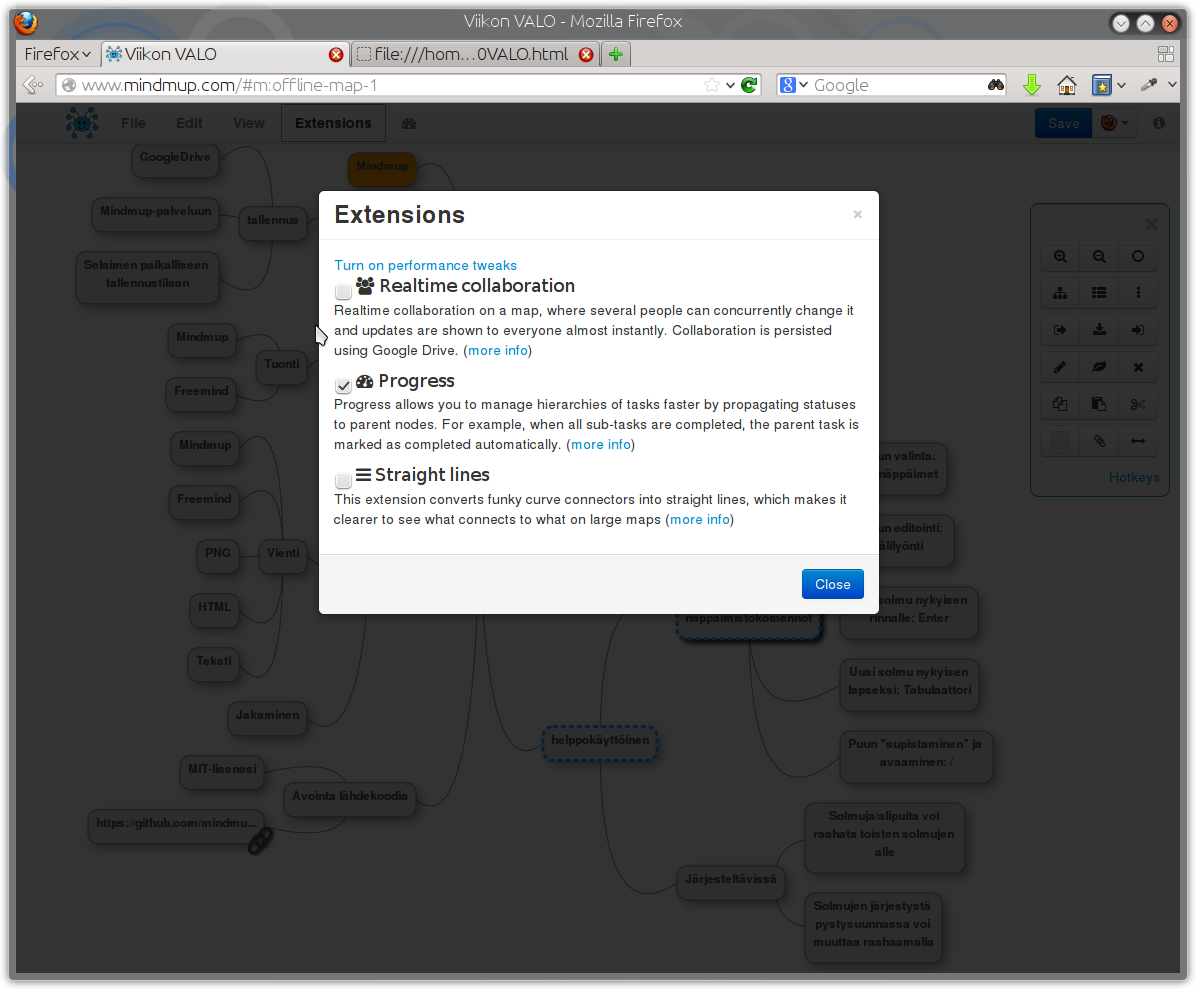 Viikon VALO - Mozilla Firefox
Firefox
Viikon VALO
file:///hom...0VALO.html
www.mindmup.com/#m:offline-map-1
Google
File Edit View Extensions
Save
GoogleDrive
Mindmup
Mindmup-palveluun
tallennus
Selaimen paikalliseen
tallennustilaan
Mindmup
Tuonti
Freemind
Mindmup
Freemind
PNG
Vienti
HTML
Teksti
Jakaminen
MIT-lisenssi
Avointa lähdekoodia
https://github.com/mindmu...
Extensions
×
Turn on performance tweaks
Realtime collaboration
Realtime collaboration on a map, where several people can concurrently change it
and updates are shown to everyone almost instantly. Collaboration is persisted
using Google Drive. (more info)
Progress
Progress allows you to manage hierarchies of tasks faster by propagating statuses
to parent nodes. For example, when all sub-tasks are completed, the parent task is
marked as completed automatically. (more info)
Straight lines
This extension converts funky curve connectors into straight lines, which makes it
clearer to see what connects to what on large maps (more info)
Close
Hotkeys
un valinta:
näppäimet
un editointi:
älilyönti
näppäimistökomennot
solmu nykyisen
rinnalle: Enter
Uusi solmu nykyisen
lapseksi: Tabulaattori
helppokäyttöinen
Puun "supistaminen" ja
avaaminen: /
Solmuja/alipuita voi
raahata toisten solmujen
alle
Järjesteltävissä
Solmujen järjestystä
pystysuunnassa voi
muuttaa raahaamalla